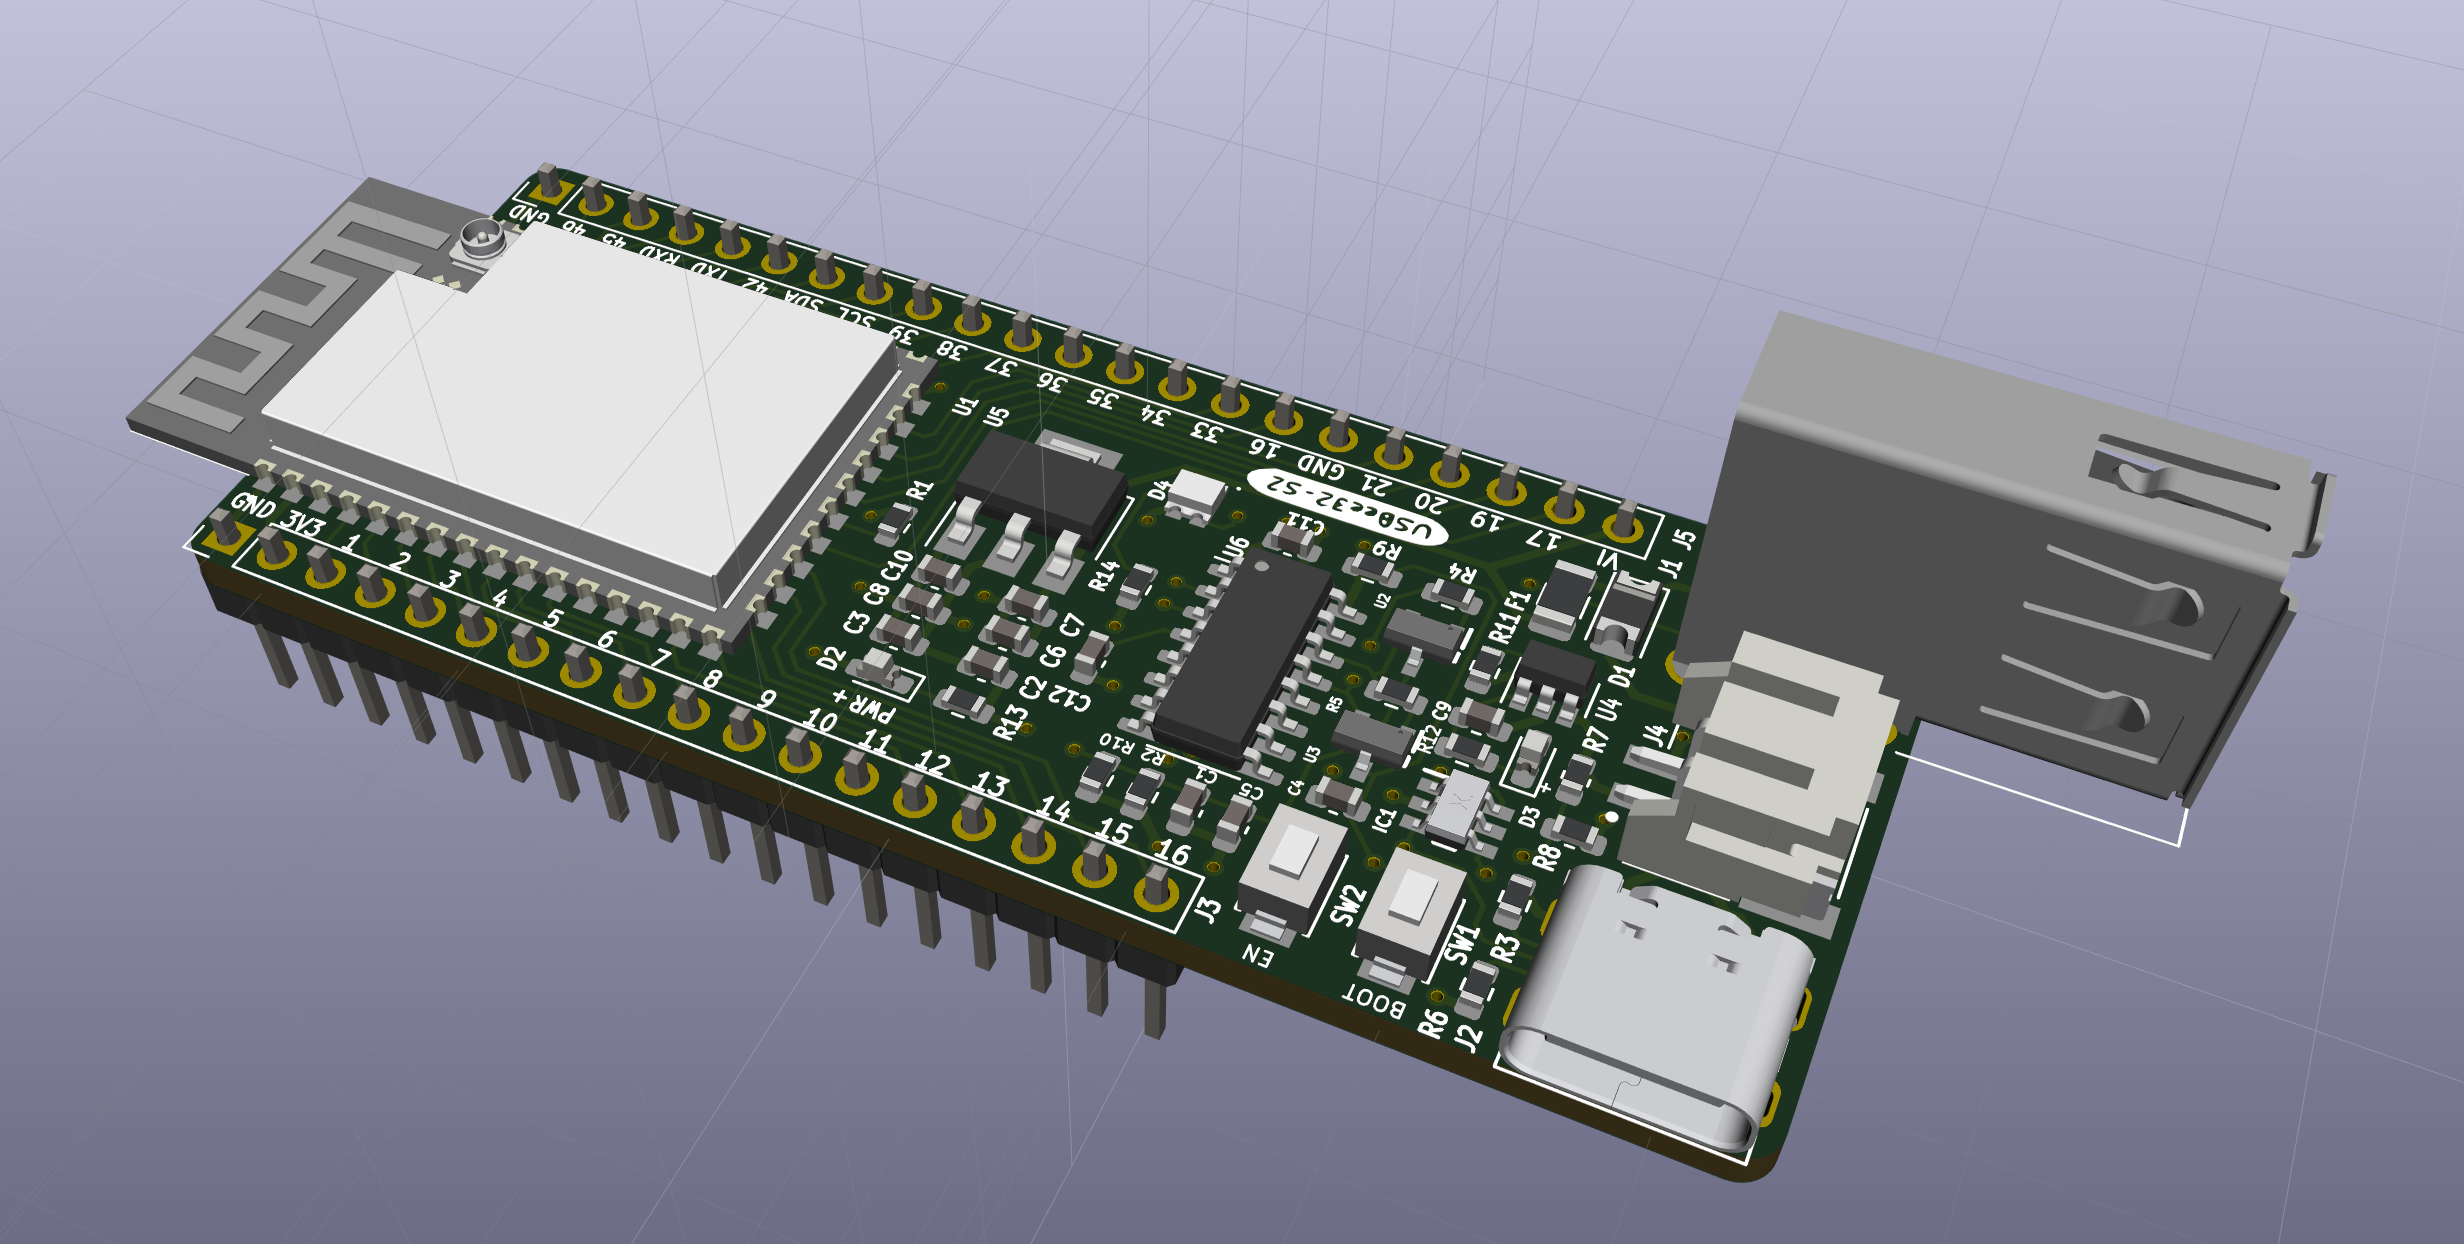 GND
46
45
RXD
TXD
42
SDA
SCL
39
38
37
36
35
34
33
16
GND
21
20
19
17
VI
J5
J1
U1
U5
R1
D4
USBee32-S2
C11
R9
R4
U6
U2
F1
R11
R14
C10
C8
C3
C7
C6
C2
C12
D2
PWR+
R13
D1
U4
R7
J4
C9
R5
R12
U3
R10
R2
C1
C5
C4
IC1
D3
+
R8
GND
3V3
1
2
3
4
5
6
7
8
9
10
11
12
13
14
15
16
J3
SW2
EN
SW1
BOOT
R3
R6
J2